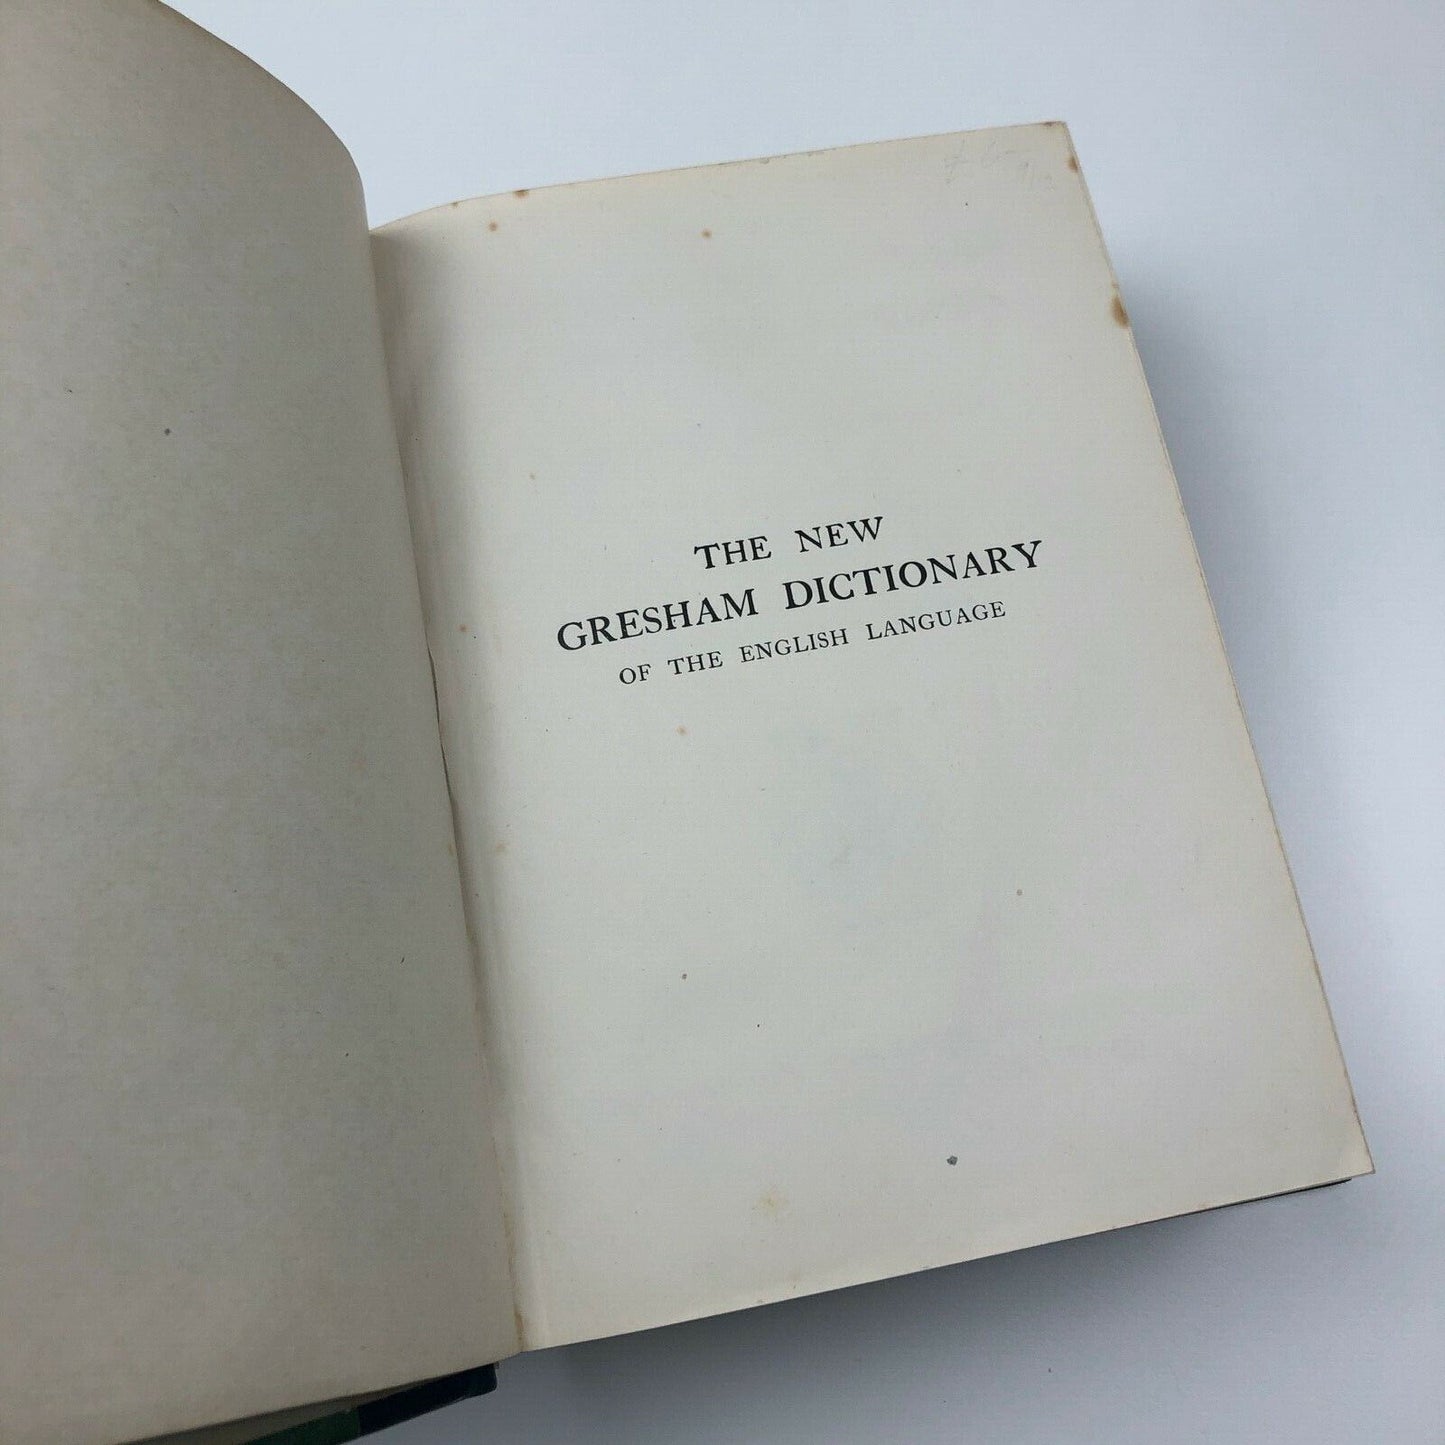 THE NEW
GRESHAM DICTIONARY
OF THE ENGLISH LANGUAGE